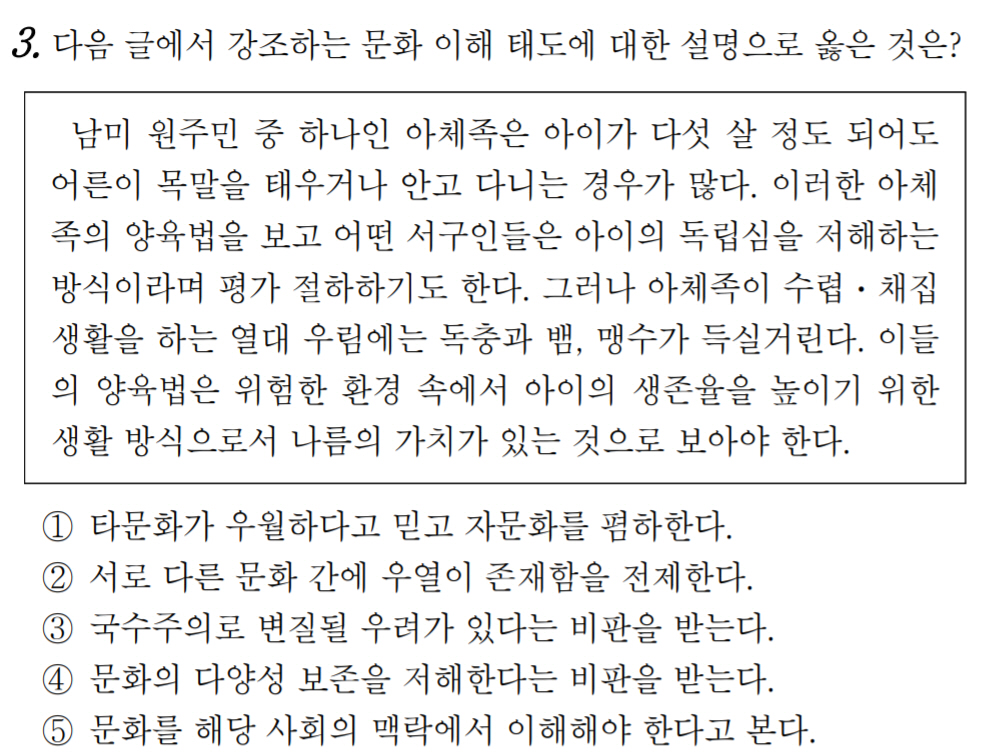 3. 다음 글에서 강조하는 문화 이해 태도에 대한 설명으로 옳은 것은?
남미 원주민 중 하나인 아체족은 아이가 다섯 살 정도 되어도
어른이 목말을 태우거나 안고 다니는 경우가 많다. 이러한 아체
족의 양육법을 보고 어떤 서구인들은 아이의 독립심을 저해하는
방식이라며 평가 절하하기도 한다. 그러나 아체족이 수렵·채집
생활을 하는 열대 우림에는 독충과 뱀, 맹수가 득실거린다. 이들
의 양육법은 위험한 환경 속에서 아이의 생존율을 높이기 위한
생활 방식으로서 나름의 가치가 있는 것으로 보아야 한다.
① 타문화가 우월하다고 믿고 자문화를 폄하한다.
② 서로 다른 문화 간에 우열이 존재함을 전제한다.
③ 국수주의로 변질될 우려가 있다는 비판을 받는다.
④ 문화의 다양성 보존을 저해한다는 비판을 받는다.
⑤ 문화를 해당 사회의 맥락에서 이해해야 한다고 본다.